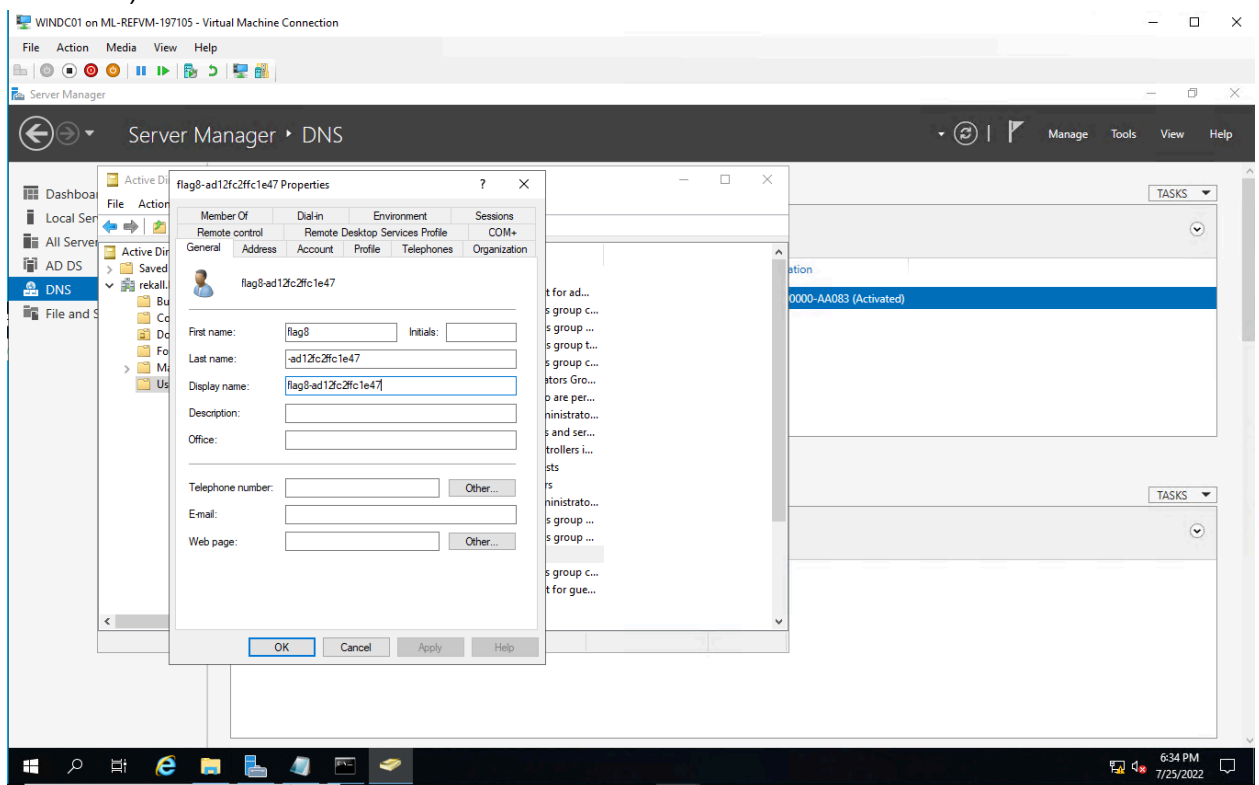 WINDC01 on ML-REFVM-197105 - Virtual Machine Connection
File Action Media View Help
Server Manager
Server Manager DNS
Manage Tools View Help
Dashboar
Local Ser
All Server
AD DS
DNS
File and S
Active Di
File Action
Active Dir
Saved
rekall.
Bu
Co
Do
Fo
Ma
Us
flag8-ad12fc2ffc1e47 Properties
?
Member Of Dial-in Environment Sessions
Remote control Remote Desktop Services Profile COM+
General Address Account Profile Telephones Organization
flag8-ad12fc2ffc1e47
First name: flag8 Initials:
Last name: -ad12fc2ffc1e47
Display name: flag8-ad12fc2ffc1e47
Description:
Office:
Telephone number: Other...
E-mail:
Web page: Other...
OK Cancel Apply Help
t for ad...
s group c...
s group ...
s group t...
s group c...
ators Gro...
o are per...
ministrato...
s and ser...
trollers i...
sts
rs
ministrato...
s group ...
s group ...
s group c...
t for gue...
TASKS
ation
0000-AA083 (Activated)
TASKS
6:34 PM
7/25/2022